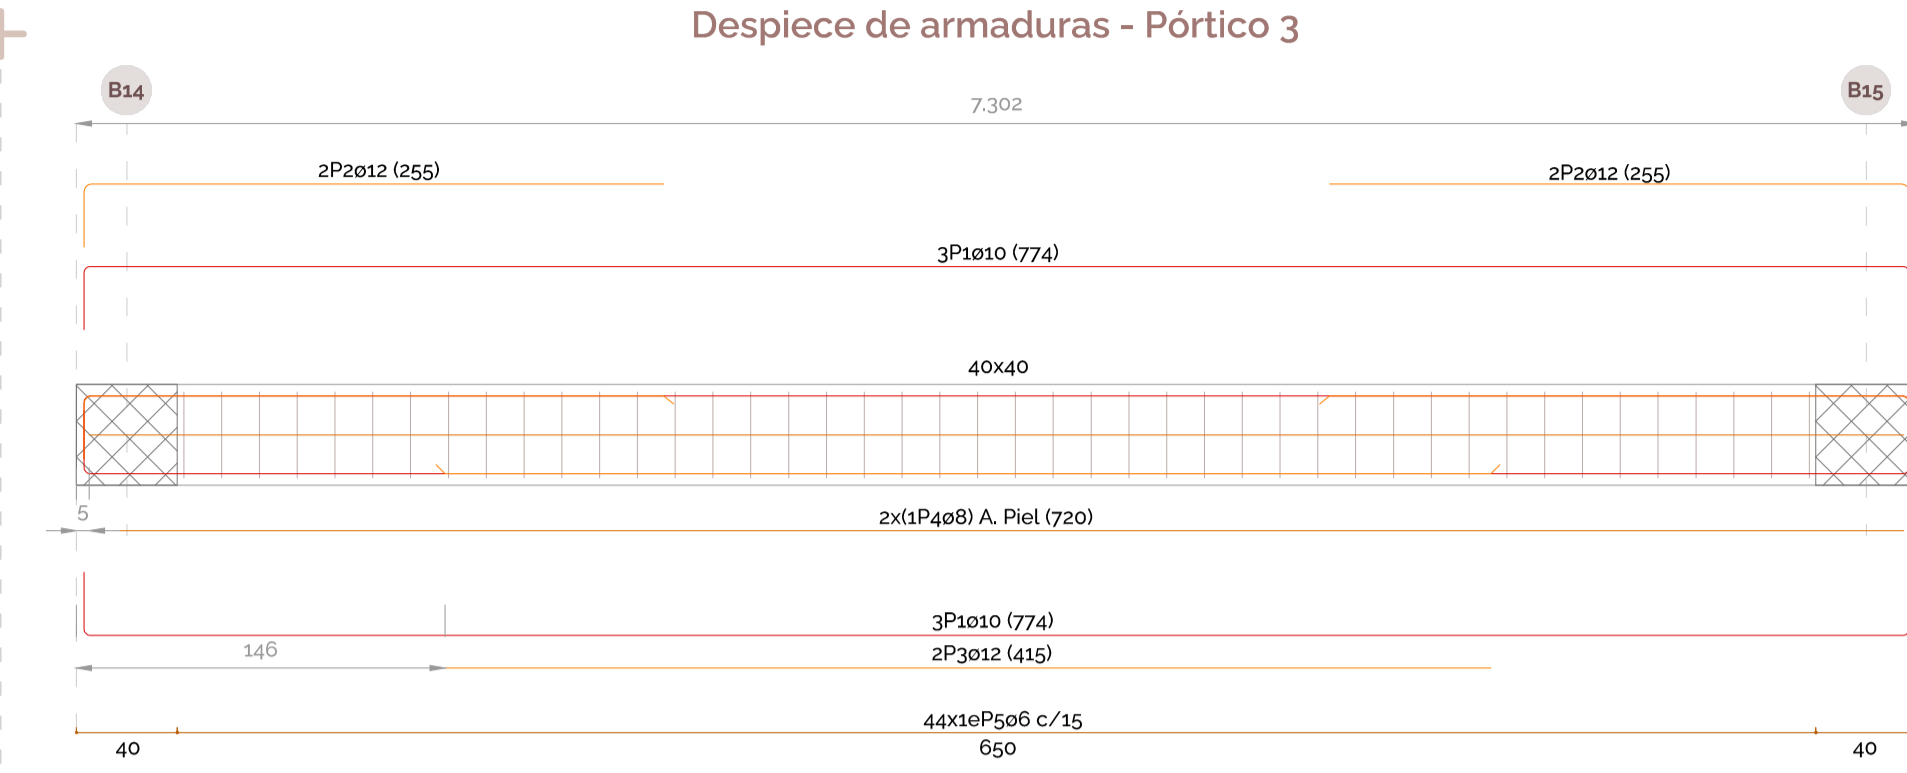 Despiece de armaduras - Pórtico 3
B14
B15
7.302
2P2ø12 (255)
2P2ø12 (255)
3P1ø10 (774)
40x40
5
2x(1P4ø8) A. Piel (720)
3P1ø10 (774)
146
2P3ø12 (415)
44x1eP5ø6 c/15
40
650
40